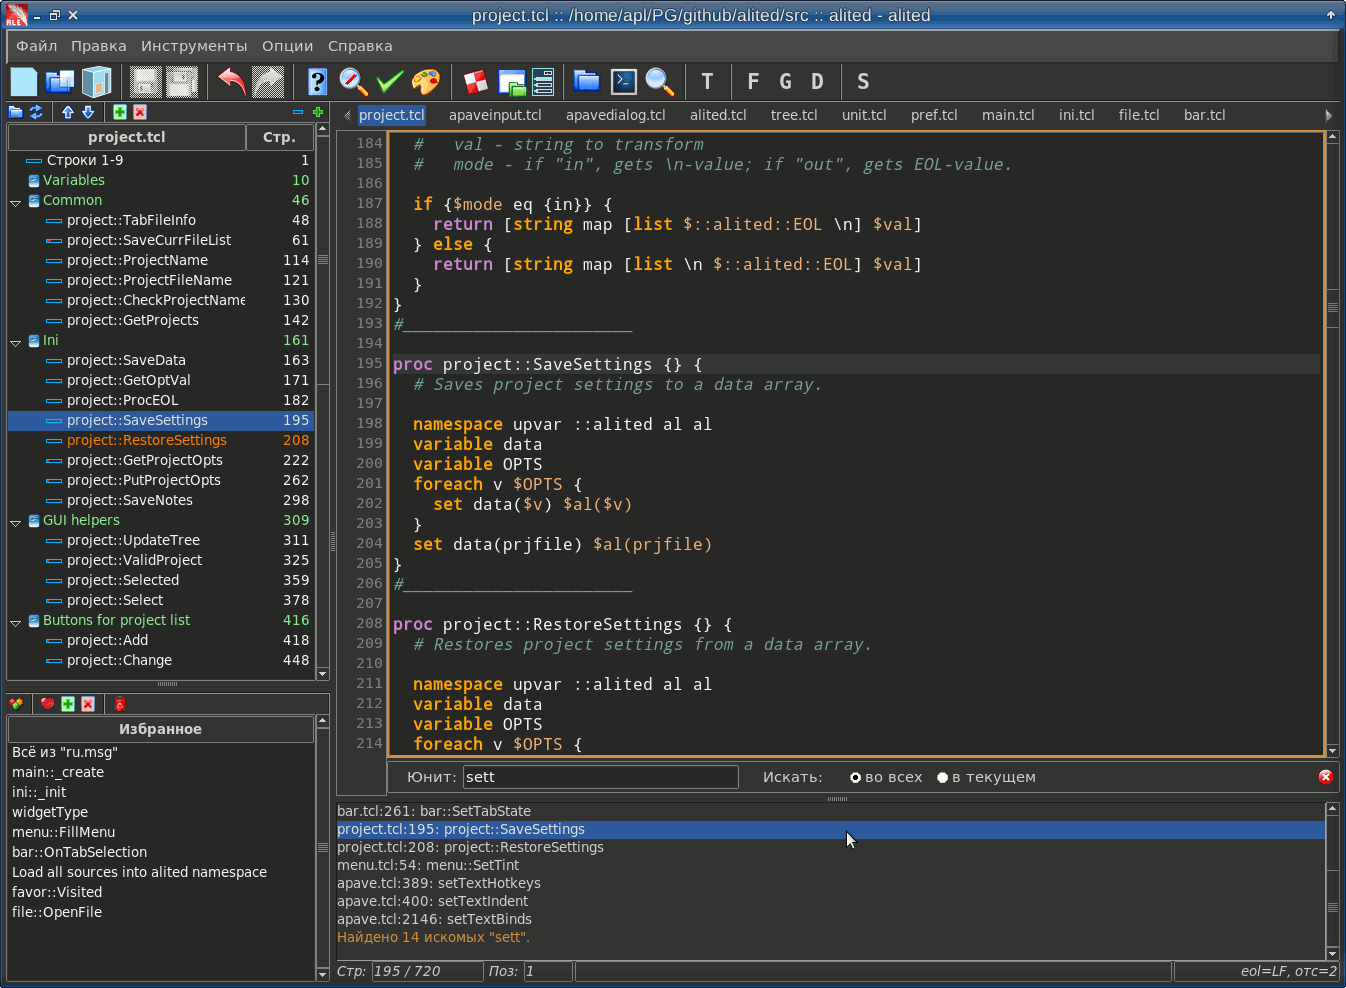 project.tcl :: /home/apl/PG/github/alited/src :: alited - alited
Файл Правка Инструменты Опции Справка
T F G D S
project.tcl apaveinput.tcl apavedialog.tcl alited.tcl tree.tcl unit.tcl pref.tcl main.tcl ini.tcl file.tcl bar.tcl
project.tcl Стр.
Строки 1-9 1
Variables 10
Common 46
project::TabFileInfo 48
project::SaveCurrFileList 61
project::ProjectName 114
project::ProjectFileName 121
project::CheckProjectName 130
project::GetProjects 142
Ini 161
project::SaveData 163
project::GetOptVal 171
project::ProcEOL 182
project::SaveSettings 195
project::RestoreSettings 208
project::GetProjectOpts 222
project::PutProjectOpts 262
project::SaveNotes 298
GUI helpers 309
project::UpdateTree 311
project::ValidProject 325
project::Selected 359
project::Select 378
Buttons for project list 416
project::Add 418
project::Change 448
Избранное
Всё из "ru.msg"
main::_create
ini::_init
widgetType
menu::FillMenu
bar::OnTabSelection
Load all sources into alited namespace
favor::Visited
file::OpenFile
184 #   val - string to transform
185 #   mode - if "in", gets \n-value; if "out", gets EOL-value.
186
187 if {$mode eq {in}} {
188 return [string map [list $::alited::EOL \n] $val]
189 } else {
190 return [string map [list \n $::alited::EOL] $val]
191 }
192 }
193 #_______________________
194
195 proc project::SaveSettings {} {
196 # Saves project settings to a data array.
197
198 namespace upvar ::alited al al
199 variable data
200 variable OPTS
201 foreach v $OPTS {
202 set data($v) $al($v)
203 }
204 set data(prjfile) $al(prjfile)
205 }
206 #_______________________
207
208 proc project::RestoreSettings {} {
209 # Restores project settings from a data array.
210
211 namespace upvar ::alited al al
212 variable data
213 variable OPTS
214 foreach v $OPTS {
Юнит: sett Искать: во всех в текущем
bar.tcl:261: bar::SetTabState
project.tcl:195: project::SaveSettings
project.tcl:208: project::RestoreSettings
menu.tcl:54: menu::SetTint
apave.tcl:389: setTextHotkeys
apave.tcl:400: setTextIndent
apave.tcl:2146: setTextBinds
Найдено 14 искомых "sett".
Стр: 195 / 720 Поз: 1 eol=LF, отс=2